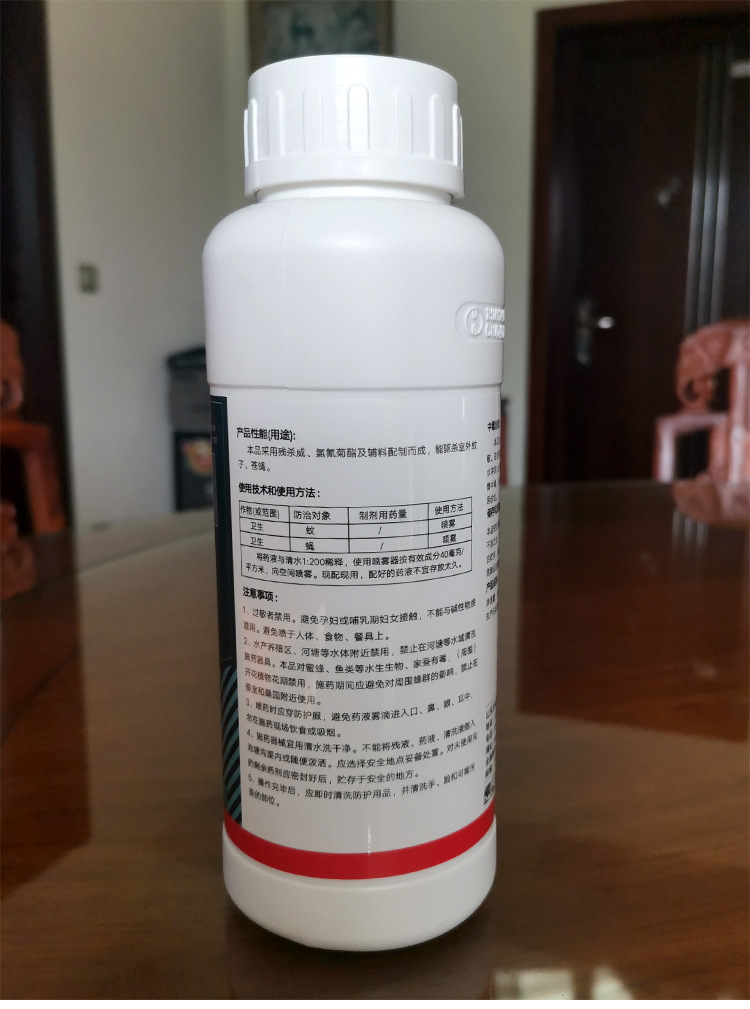 产品性能(用途):
本品采用残杀威、氯氰菊酯及辅料配制而成，能驱杀室外蚊
子、苍蝇。
使用技术和使用方法：
作物(或范围) 防治对象 制剂用药量 使用方法
卫生 蚊 / 喷雾
卫生 蝇 / 喷雾
将药液与清水1:200稀释，使用喷雾器按有效成分40毫克/
平方米，向空间喷雾。现配现用，配好的药液不宜存放太久。
注意事项：
1、过敏者禁用。避免孕妇或哺乳期妇女接触，不能与碱性物质
混用。避免喷于人体、食物、餐具上。
2、水产养殖区、河塘等水体附近禁用，禁止在河塘等水域清洗
施药器具。本品对蜜蜂、鱼类等水生生物、家蚕有毒，（周围）
开花植物花期禁用，施药期间应避免对周围蜂群的影响，禁止在
蚕室和桑园附近使用。
3、喷药时应穿防护服，避免药液雾滴进入口、鼻、眼、耳中，
勿在施药现场饮食或吸烟。
4、施药器械宜用清水洗干净。不能将残液、药液、清洗液倒入
池塘沟渠内或随便泼洒。应选择安全地点妥善处置。对未使用完
的剩余药剂应密封好后，贮存于安全的地方。
5、操作完毕后，应即时清洗防护用品，并清洗手、脸和可能污
染的部位。